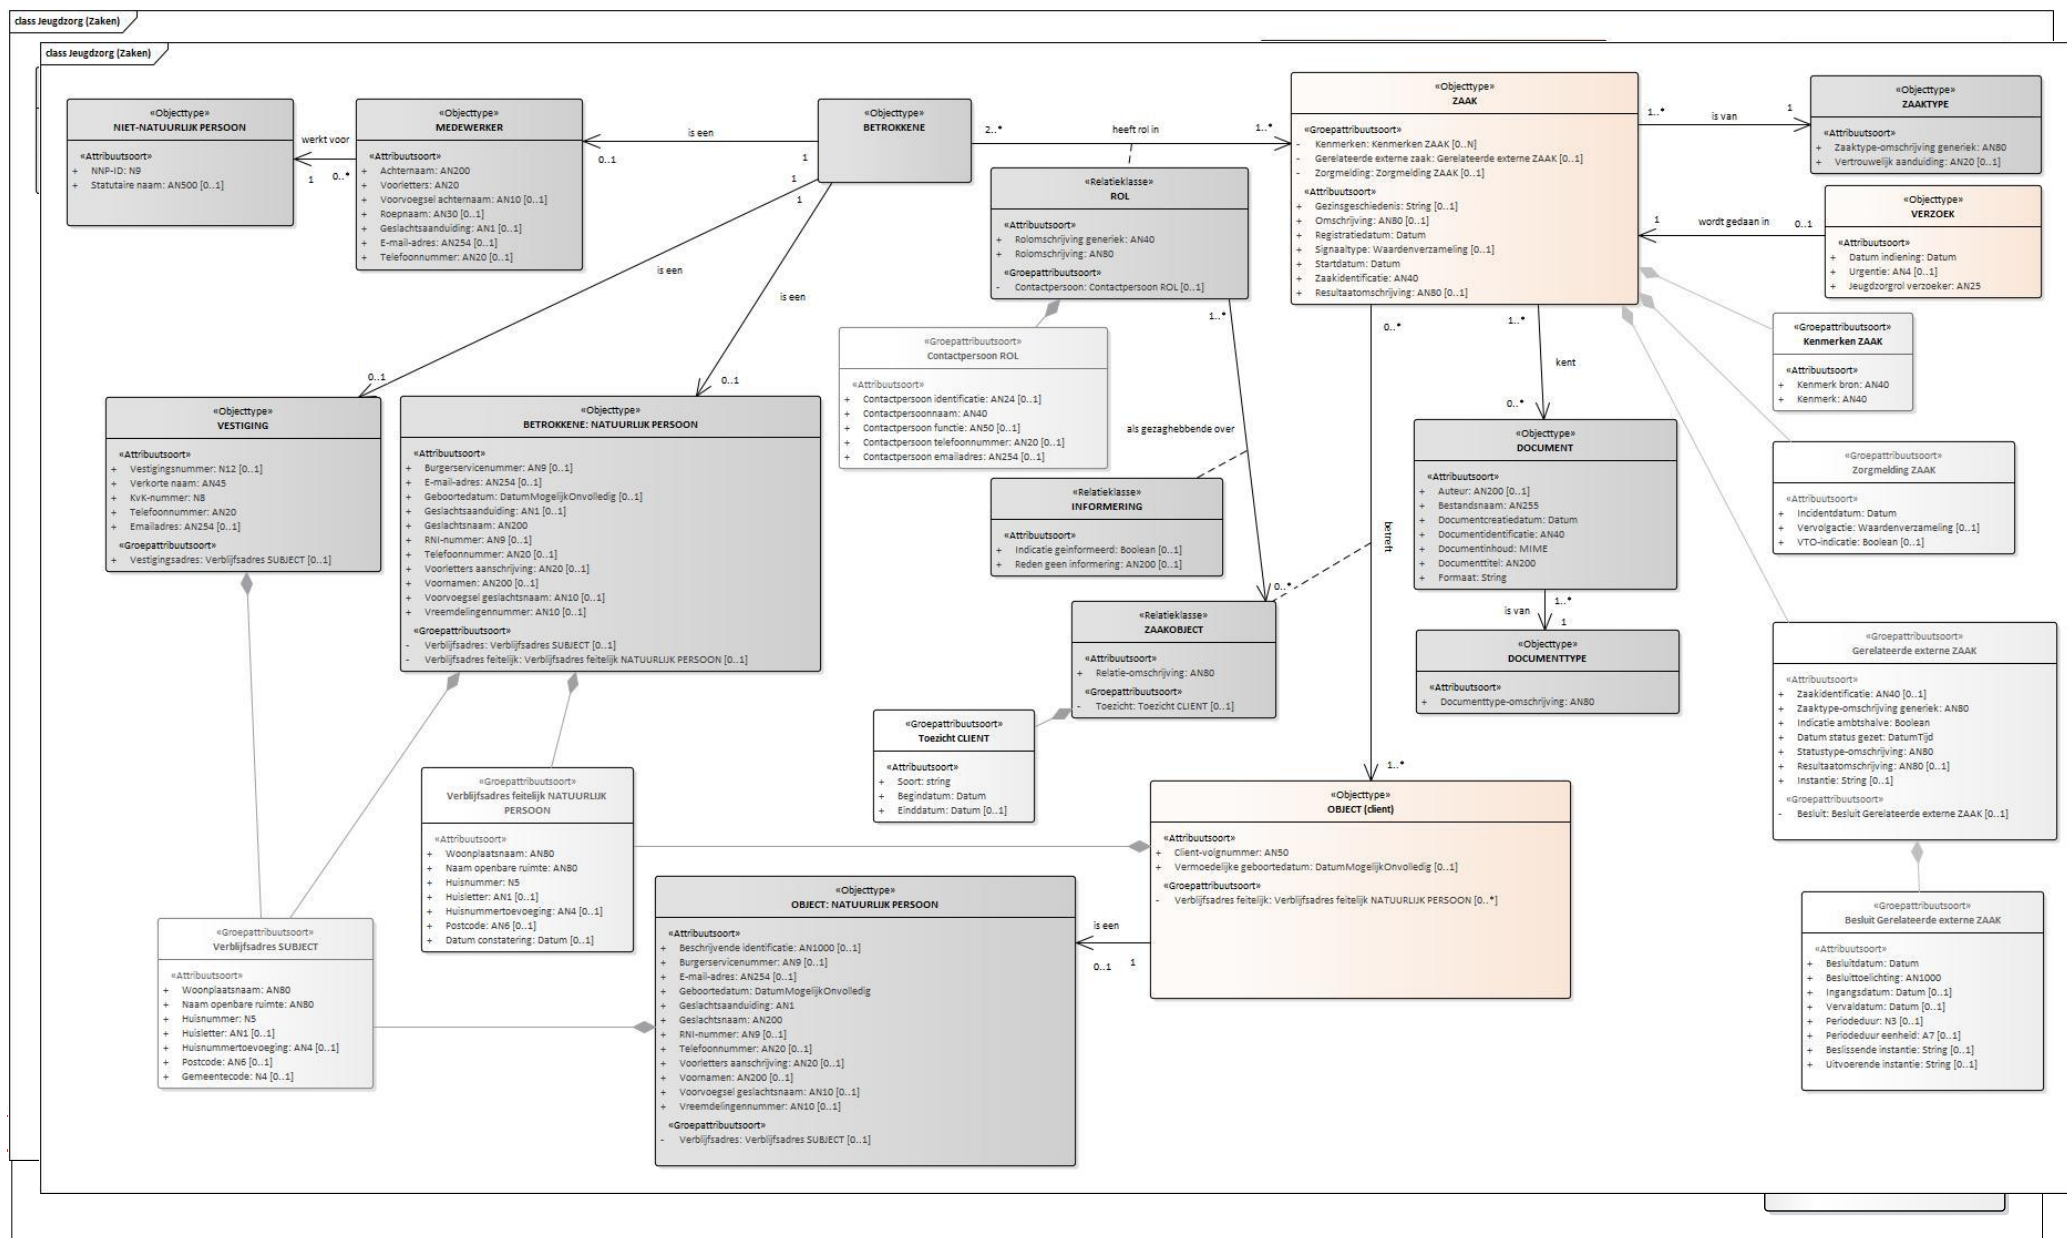 class Jeugdzorg (Zaken)
class Jeugdzorg (Zaken)
«Objecttype»
NIET-NATUURLIJK PERSOON
«Attribuutsoort»
+ NNP-ID: N9
+ Statutaire naam: AN500 [0..1]
werkt voor
1
0..*
«Objecttype»
MEDEWERKER
«Attribuutsoort»
+ Achternaam: AN200
+ Voorletters: AN20
+ Voorvoegsel achternaam: AN10 [0..1]
+ Roepnaam: AN30 [0..1]
+ Geslachtsaanduiding: AN1 [0..1]
+ E-mail-adres: AN254 [0..1]
+ Telefoonnummer: AN20 [0..1]
is een
0..1
1
«Objecttype»
BETROKKENE
1
1
is een
is een
0..1
0..1
2..*
heeft rol in
1..*
«Relatieklasse»
ROL
«Attribuutsoort»
+ Rolomschrijving generiek: AN40
+ Rolomschrijving: AN80
«Groepattribuutsoort»
- Contactpersoon: Contactpersoon ROL [0..1]
«Objecttype»
ZAAK
«Groepattribuutsoort»
- Kenmerken: Kenmerken ZAAK [0..N]
- Gerelateerde externe zaak: Gerelateerde externe ZAAK [0..1]
- Zorgmelding: Zorgmelding ZAAK [0..1]
«Attribuutsoort»
+ Gezinsgeschiedenis: String [0..1]
+ Omschrijving: AN80 [0..1]
+ Registratiedatum: Datum
+ Signaaltype: Waardenverzameling [0..1]
+ Startdatum: Datum
+ Zaakidentificatie: AN40
+ Resultaatomschrijving: AN80 [0..1]
1..*
is van
1
«Objecttype»
ZAAKTYPE
«Attribuutsoort»
+ Zaaktype-omschrijving generiek: AN80
+ Vertrouwelijk aanduiding: AN20 [0..1]
1
wordt gedaan in
0..1
«Objecttype»
VERZOEK
«Attribuutsoort»
+ Datum indiening: Datum
+ Urgentie: AN4 [0..1]
+ Jeugdzorgrol verzoeker: AN25
«Groepattribuutsoort»
Kenmerken ZAAK
«Attribuutsoort»
+ Kenmerk bron: AN40
+ Kenmerk: AN40
«Groepattribuutsoort»
Contactpersoon ROL
«Attribuutsoort»
+ Contactpersoon identificatie: AN24 [0..1]
+ Contactpersoonnaam: AN40
+ Contactpersoon functie: AN50 [0..1]
+ Contactpersoon telefoonnummer: AN20 [0..1]
+ Contactpersoon emailadres: AN254 [0..1]
1..*
als gezaghebbende over
0..*
0..*
betreft
1..*
1..*
kent
0..*
«Objecttype»
VESTIGING
«Attribuutsoort»
+ Vestigingsnummer: N12 [0..1]
+ Verkorte naam: AN45
+ KvK-nummer: N8
+ Telefoonnummer: AN20
+ Emailadres: AN254 [0..1]
«Groepattribuutsoort»
+ Vestigingsadres: Verblijfsadres SUBJECT [0..1]
«Objecttype»
BETROKKENE: NATUURLIJK PERSOON
«Attribuutsoort»
+ Burgerservicenummer: AN9 [0..1]
+ E-mail-adres: AN254 [0..1]
+ Geboortedatum: DatumMogelijkOnvolledig [0..1]
+ Geslachtsaanduiding: AN1 [0..1]
+ Geslachtsnaam: AN200
+ RNI-nummer: AN9 [0..1]
+ Telefoonnummer: AN20 [0..1]
+ Voorletters aanschrijving: AN20 [0..1]
+ Voornamen: AN200 [0..1]
+ Voorvoegsel geslachtsnaam: AN10 [0..1]
+ Vreemdelingennummer: AN10 [0..1]
«Groepattribuutsoort»
- Verblijfsadres: Verblijfsadres SUBJECT [0..1]
- Verblijfsadres feitelijk: Verblijfsadres feitelijk NATUURLIJK PERSOON [0..1]
«Relatieklasse»
INFORMERING
«Attribuutsoort»
+ Indicatie geinformeerd: Boolean [0..1]
+ Reden geen informering: AN200 [0..1]
«Objecttype»
DOCUMENT
«Attribuutsoort»
+ Auteur: AN200 [0..1]
+ Bestandsnaam: AN255
+ Documentcreatiedatum: Datum
+ Documentidentificatie: AN40
+ Documentinhoud: MIME
+ Documenttitel: AN200
+ Formaat: String
is van
1..*
1
«Groepattribuutsoort»
Zorgmelding ZAAK
«Attribuutsoort»
+ Incidentdatum: Datum
+ Vervolgactie: Waardenverzameling [0..1]
+ VTO-indicatie: Boolean [0..1]
«Relatieklasse»
ZAAKOBJECT
«Attribuutsoort»
+ Relatie-omschrijving: AN80
«Groepattribuutsoort»
- Toezicht: Toezicht CLIENT [0..1]
«Objecttype»
DOCUMENTTYPE
«Attribuutsoort»
+ Documenttype-omschrijving: AN80
«Groepattribuutsoort»
Gerelateerde externe ZAAK
«Attribuutsoort»
+ Zaakidentificatie: AN40 [0..1]
+ Zaaktype-omschrijving generiek: AN80
+ Indicatie ambtshalve: Boolean
+ Datum status gezet: DatumTijd
+ Statustype-omschrijving: AN80
+ Resultaatomschrijving: AN80 [0..1]
+ Instantie: String [0..1]
«Groepattribuutsoort»
- Besluit: Besluit Gerelateerde externe ZAAK [0..1]
«Groepattribuutsoort»
Toezicht CLIENT
«Attribuutsoort»
+ Soort: string
+ Begindatum: Datum
+ Einddatum: Datum [0..1]
«Groepattribuutsoort»
Verblijfsadres feitelijk NATUURLIJK
PERSOON
«Attribuutsoort»
+ Woonplaatsnaam: AN80
+ Naam openbare ruimte: AN80
+ Huisnummer: N5
+ Huisletter: AN1 [0..1]
+ Huisnummertoevoeging: AN4 [0..1]
+ Postcode: AN6 [0..1]
+ Datum constatering: Datum [0..1]
«Objecttype»
OBJECT (client)
«Attribuutsoort»
+ Client-volgnummer: AN50
+ Vermoedelijke geboortedatum: DatumMogelijkOnvolledig [0..1]
«Groepattribuutsoort»
- Verblijfsadres feitelijk: Verblijfsadres feitelijk NATUURLIJK PERSOON [0..*]
is een
0..1
1
«Objecttype»
OBJECT: NATUURLIJK PERSOON
«Attribuutsoort»
+ Beschrijvende identificatie: AN1000 [0..1]
+ Burgerservicenummer: AN9 [0..1]
+ E-mail-adres: AN254 [0..1]
+ Geboortedatum: DatumMogelijkOnvolledig
+ Geslachtsaanduiding: AN1
+ Geslachtsnaam: AN200
+ RNI-nummer: AN9 [0..1]
+ Telefoonnummer: AN20 [0..1]
+ Voorletters aanschrijving: AN20 [0..1]
+ Voornamen: AN200 [0..1]
+ Voorvoegsel geslachtsnaam: AN10 [0..1]
+ Vreemdelingennummer: AN10 [0..1]
«Groepattribuutsoort»
- Verblijfsadres: Verblijfsadres SUBJECT [0..1]
«Groepattribuutsoort»
Verblijfsadres SUBJECT
«Attribuutsoort»
+ Woonplaatsnaam: AN80
+ Naam openbare ruimte: AN80
+ Huisnummer: N5
+ Huisletter: AN1 [0..1]
+ Huisnummertoevoeging: AN4 [0..1]
+ Postcode: AN6 [0..1]
+ Gemeentecode: N4 [0..1]
«Groepattribuutsoort»
Besluit Gerelateerde externe ZAAK
«Attribuutsoort»
+ Besluitdatum: Datum
+ Besluittoelichting: AN1000
+ Ingangsdatum: Datum [0..1]
+ Vervaldatum: Datum [0..1]
+ Periodeduur: N3 [0..1]
+ Periodeduur eenheid: A7 [0..1]
+ Beslissende instantie: String [0..1]
+ Uitvoerende instantie: String [0..1]